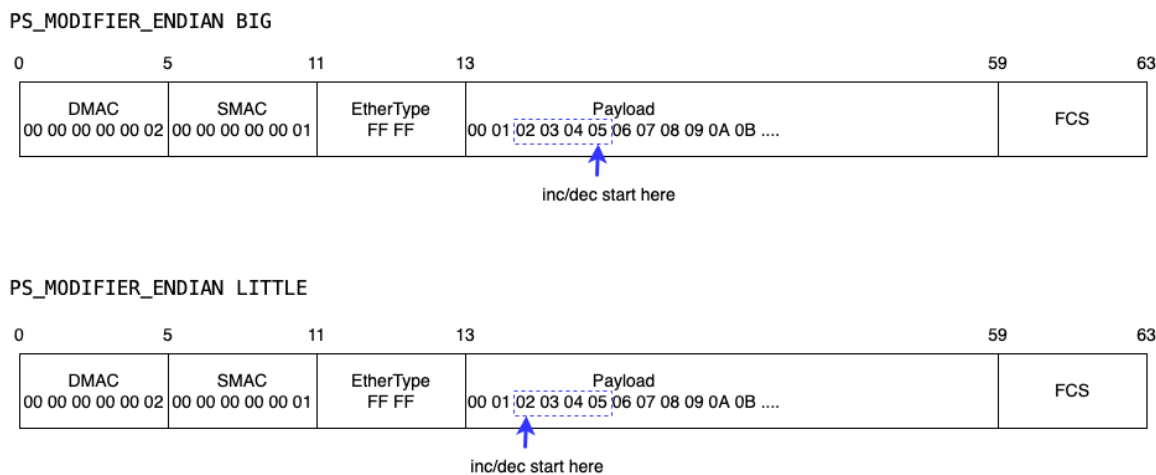 PS_MODIFIER_ENDIAN BIG
0 5 11 13 59 63
DMAC SMAC EtherType Payload FCS
00 00 00 00 00 02 00 00 00 00 00 01 FF FF 00 01 02 03 04 05 06 07 08 09 0A 0B ....
inc/dec start here
PS_MODIFIER_ENDIAN LITTLE
0 5 11 13 59 63
DMAC SMAC EtherType Payload FCS
00 00 00 00 00 02 00 00 00 00 00 01 FF FF 00 01 02 03 04 05 06 07 08 09 0A 0B ....
inc/dec start here